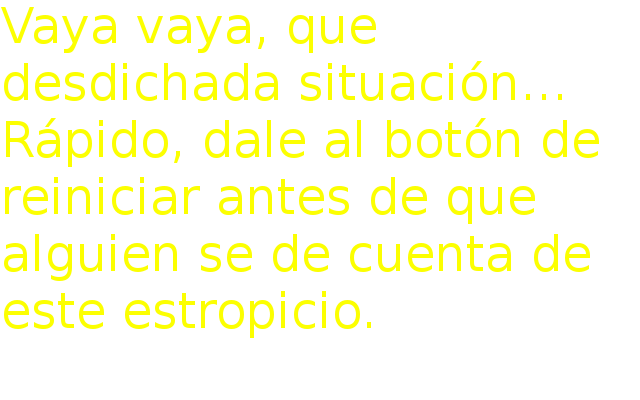 Vaya vaya, que
desdichada situación...
Rápido, dale al botón de
reiniciar antes de que
alguien se de cuenta de
este estropicio.